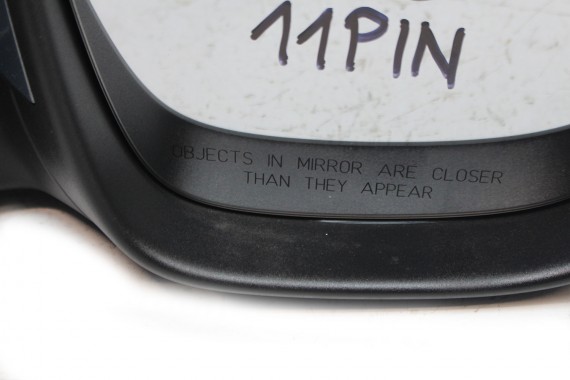 11PIN
OBJECTS IN MIRROR ARE CLOSER
THAN THEY APPEAR